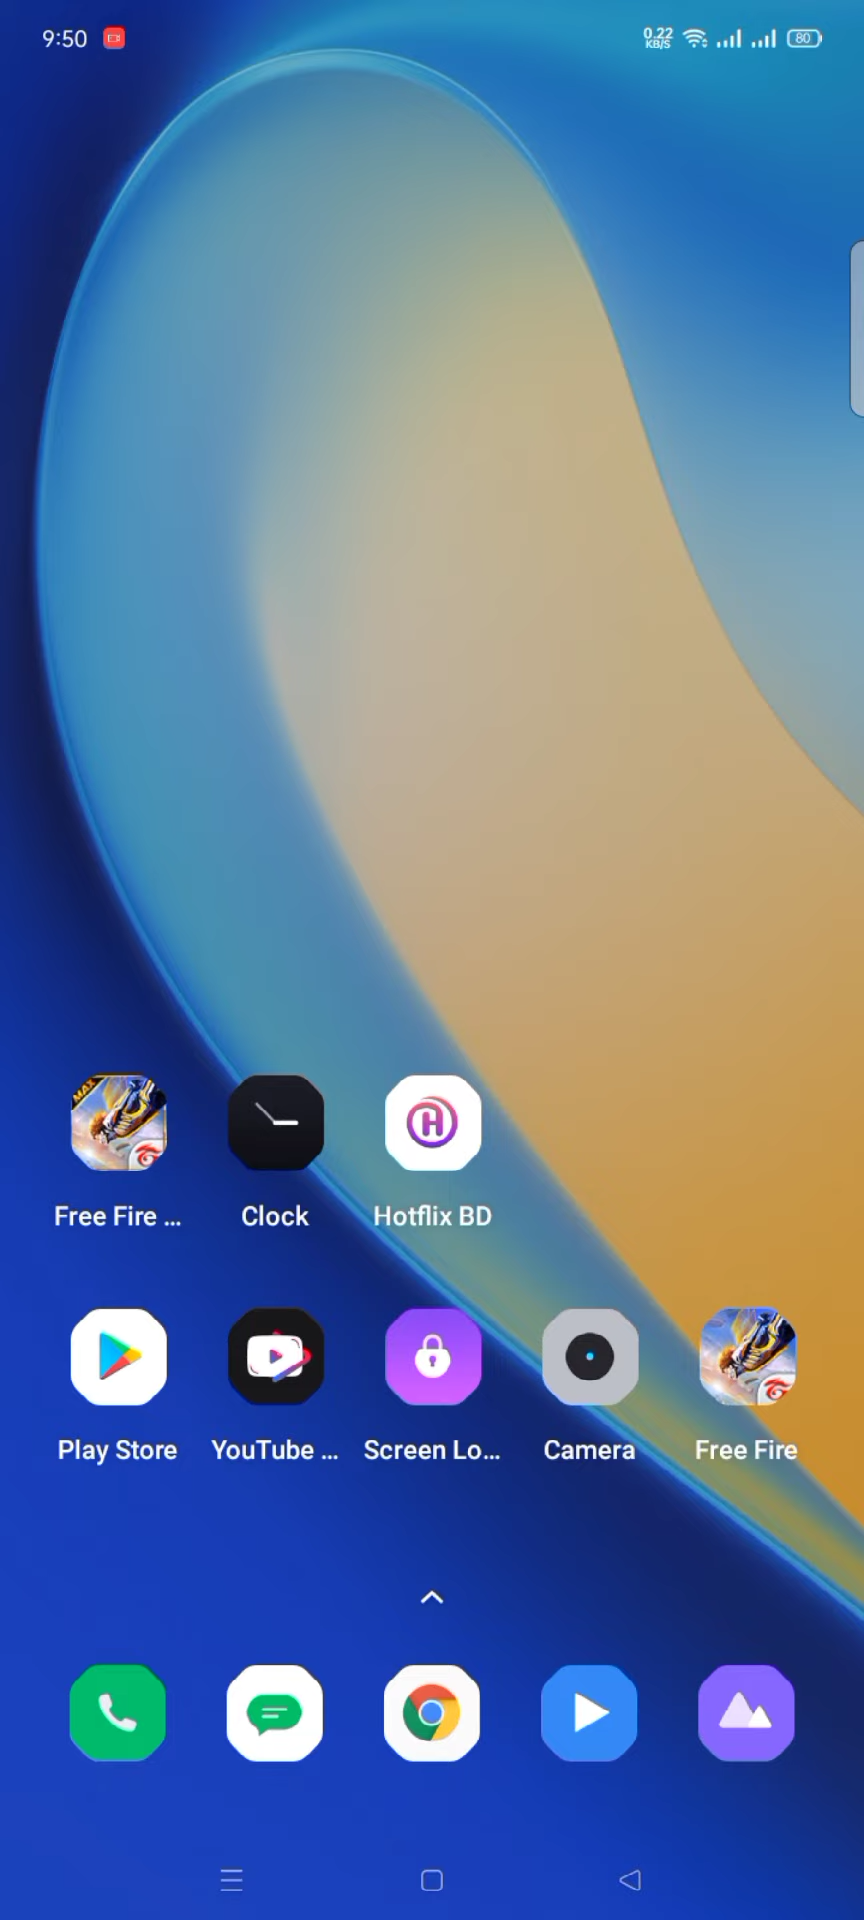 9:50
0.22
KB/S
80
MAX
Free Fire ...
Clock
Hotflix BD
Play Store
YouTube ...
Screen Lo...
Camera
Free Fire